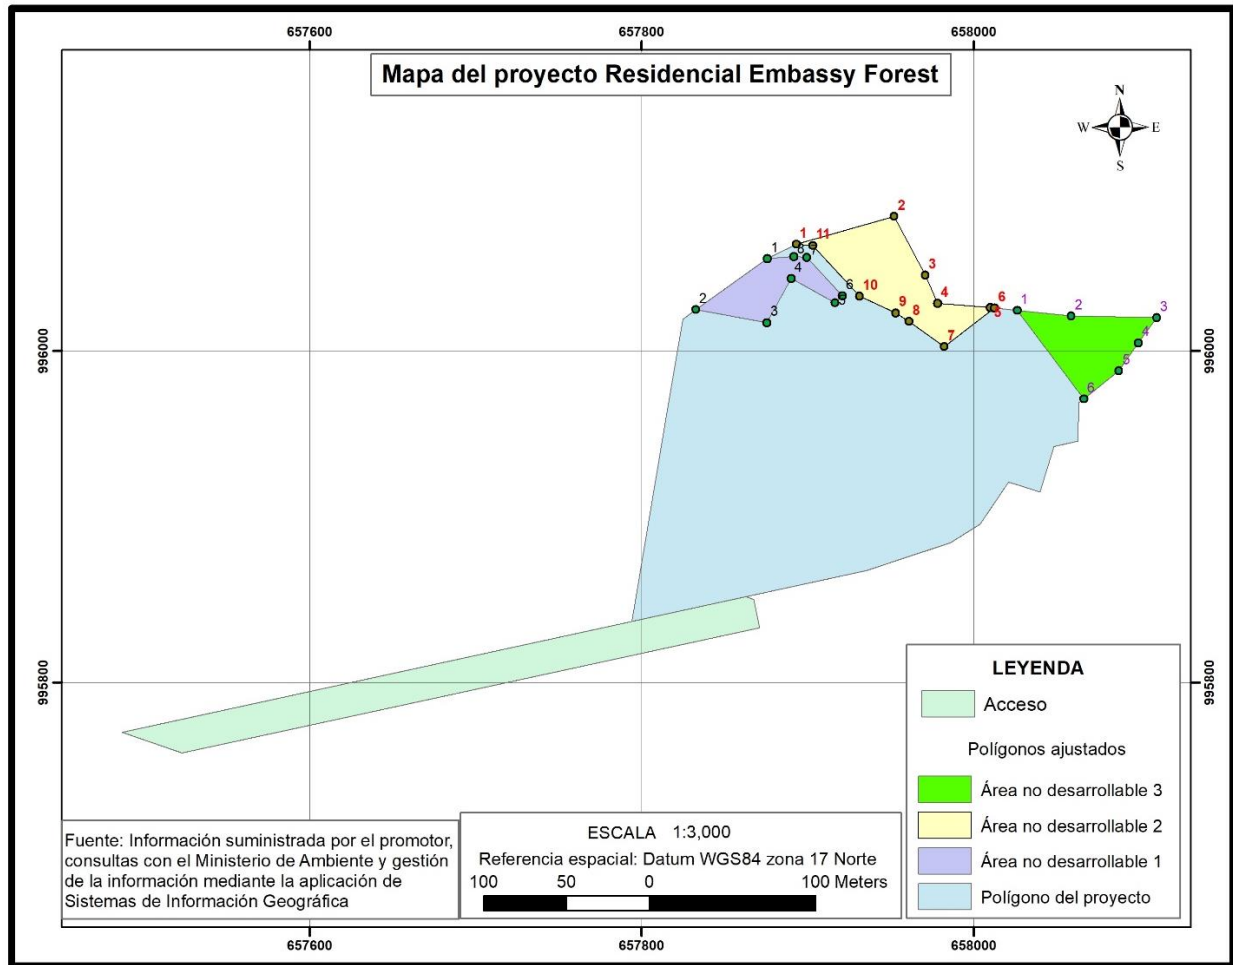 657600 657800 658000
Mapa del proyecto Residencial Embassy Forest
N
W E
S
2
1 11
1 8 7
4 3
6
10
5
2 3
4 6
9 8 5
1 2 3
7
4
5
6
996000 996000
995800 995800
LEYENDA
Acceso
Polígonos ajustados
Área no desarrollable 3
Área no desarrollable 2
Área no desarrollable 1
Polígono del proyecto
ESCALA 1:3,000
Referencia espacial: Datum WGS84 zona 17 Norte
100 50 0 100 Meters
Fuente: Información suministrada por el promotor,
consultas con el Ministerio de Ambiente y gestión
de la información mediante la aplicación de
Sistemas de Información Geográfica
657600 657800 658000